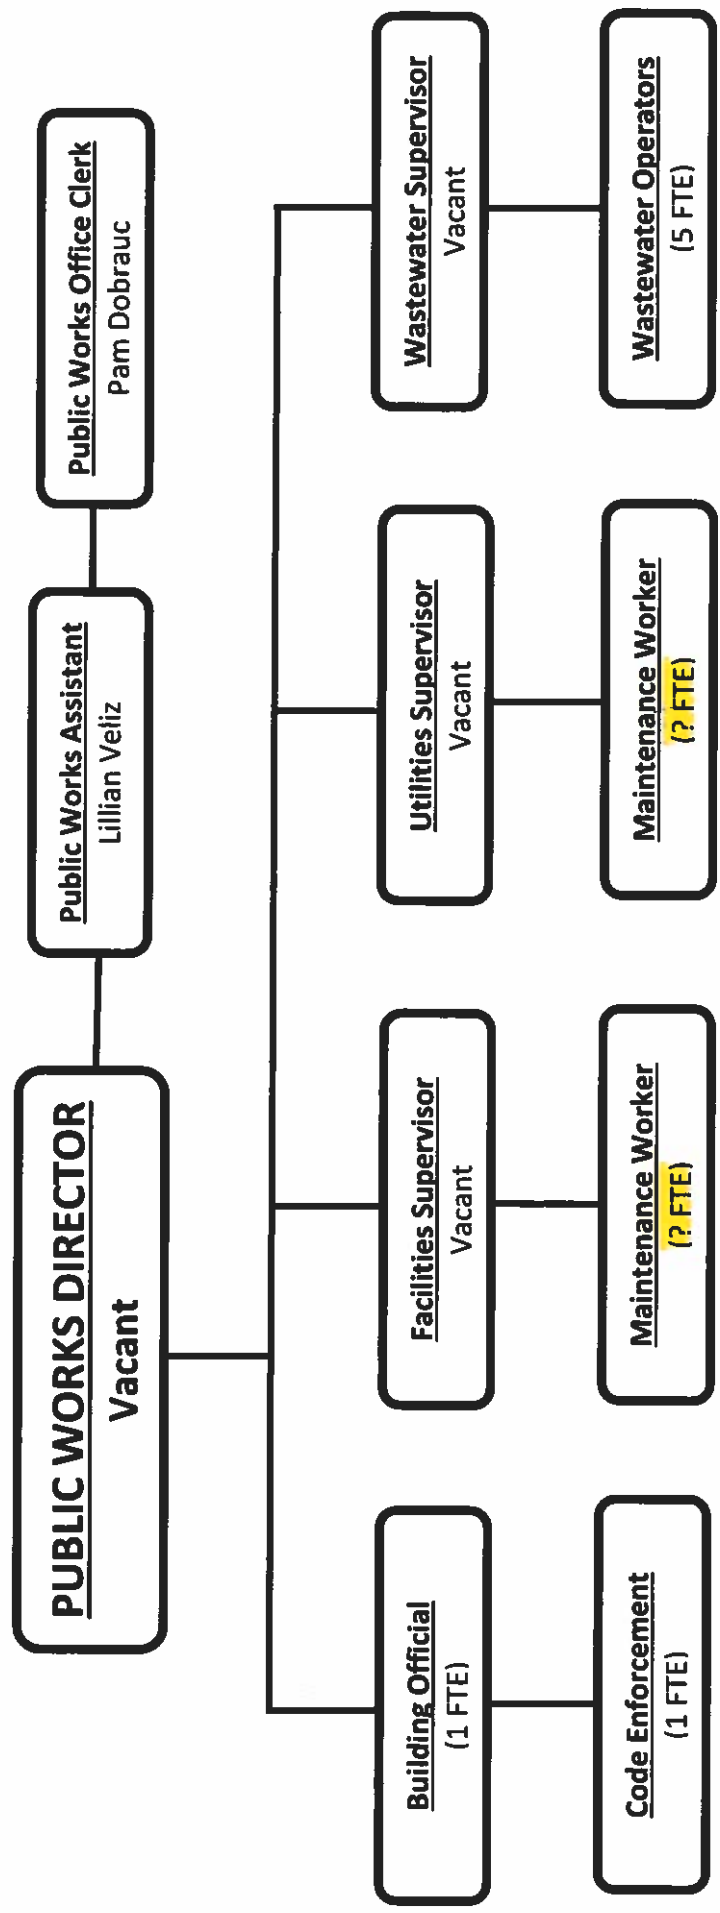 PUBLIC WORKS DIRECTOR
Vacant
Public Works Assistant
Lillian Veliz
Public Works Office Clerk
Pam Dobrauc
Building Official
(1 FTE)
Facilities Supervisor
Vacant
Utilities Supervisor
Vacant
Wastewater Supervisor
Vacant
Code Enforcement
(1 FTE)
Maintenance Worker
(? FTE)
Maintenance Worker
(? FTE)
Wastewater Operators
(5 FTE)